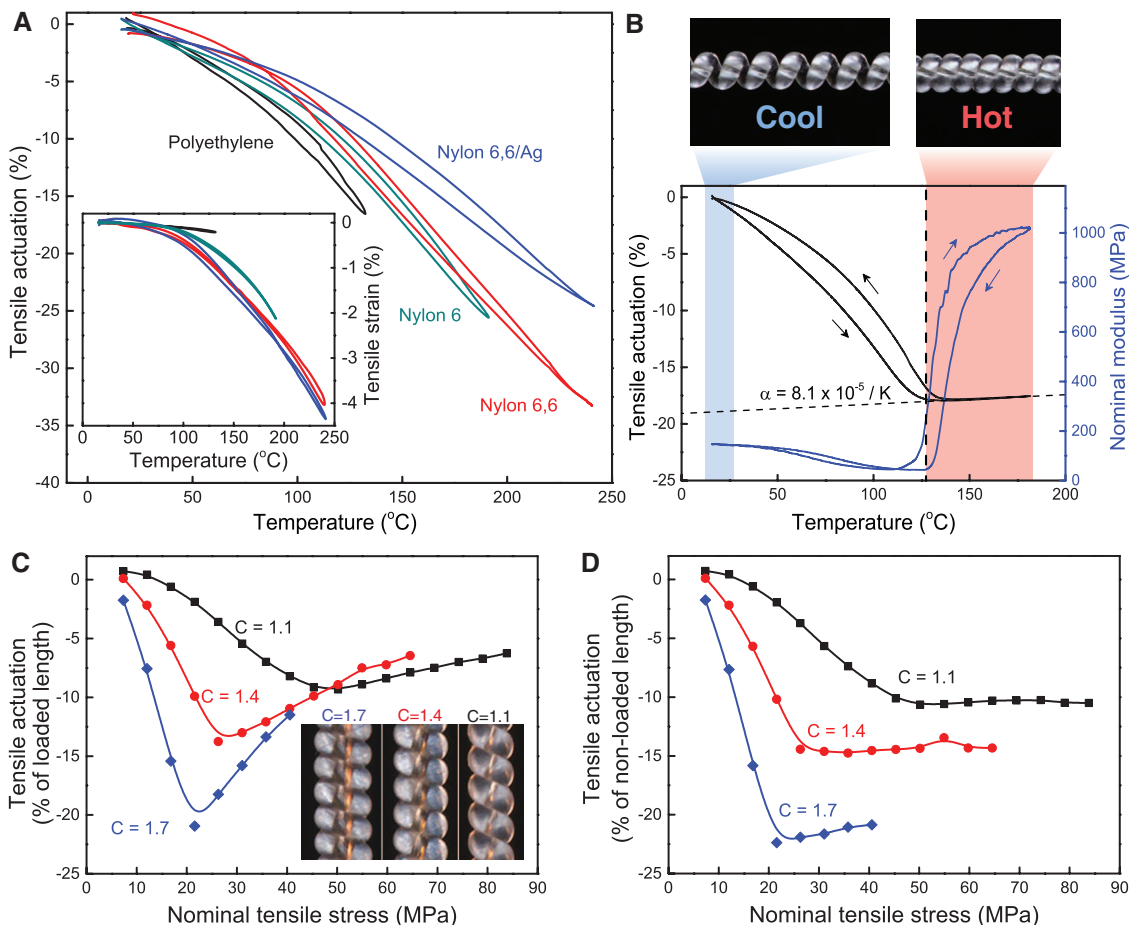 A
0
-5
-10
-15
-20
-25
-30
-35
-40
Tensile actuation (%)
Polyethylene
Nylon 6,6/Ag
Nylon 6
Nylon 6,6
0
-1
-2
-3
-4
Tensile strain (%)
0 50 100 150 200 250
Temperature (°C)
0 50 100 150 200 250
Temperature (°C)
B
Cool
Hot
0
-5
-10
-15
-20
-25
Tensile actuation (%)
α = 8.1 x 10⁻⁵ / K
1000
800
600
400
200
0
Nominal modulus (MPa)
0 50 100 150 200
Temperature (°C)
C
0
-5
-10
-15
-20
-25
Tensile actuation
(% of loaded length)
C = 1.1
C = 1.4
C = 1.7
C=1.7 C=1.4 C=1.1
0 10 20 30 40 50 60 70 80 90
Nominal tensile stress (MPa)
D
0
-5
-10
-15
-20
-25
Tensile actuation
(% of non-loaded length)
C = 1.1
C = 1.4
C = 1.7
0 10 20 30 40 50 60 70 80 90
Nominal tensile stress (MPa)